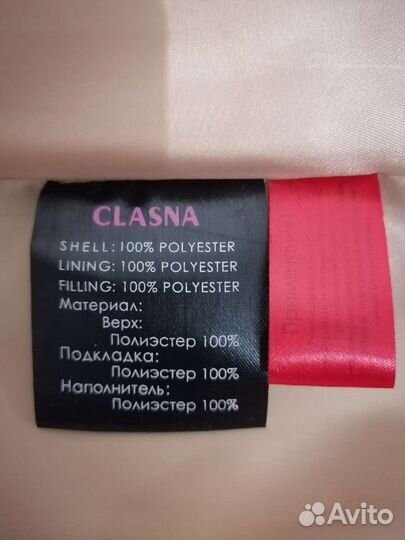 CLASNA
SHELL: 100% POLYESTER
LINING: 100% POLYESTER
FILLING: 100% POLYESTER
Материал:
Верх:
Полиэстер 100%
Подкладка:
Полиэстер 100%
Наполнитель:
Полиэстер 100%
Avito